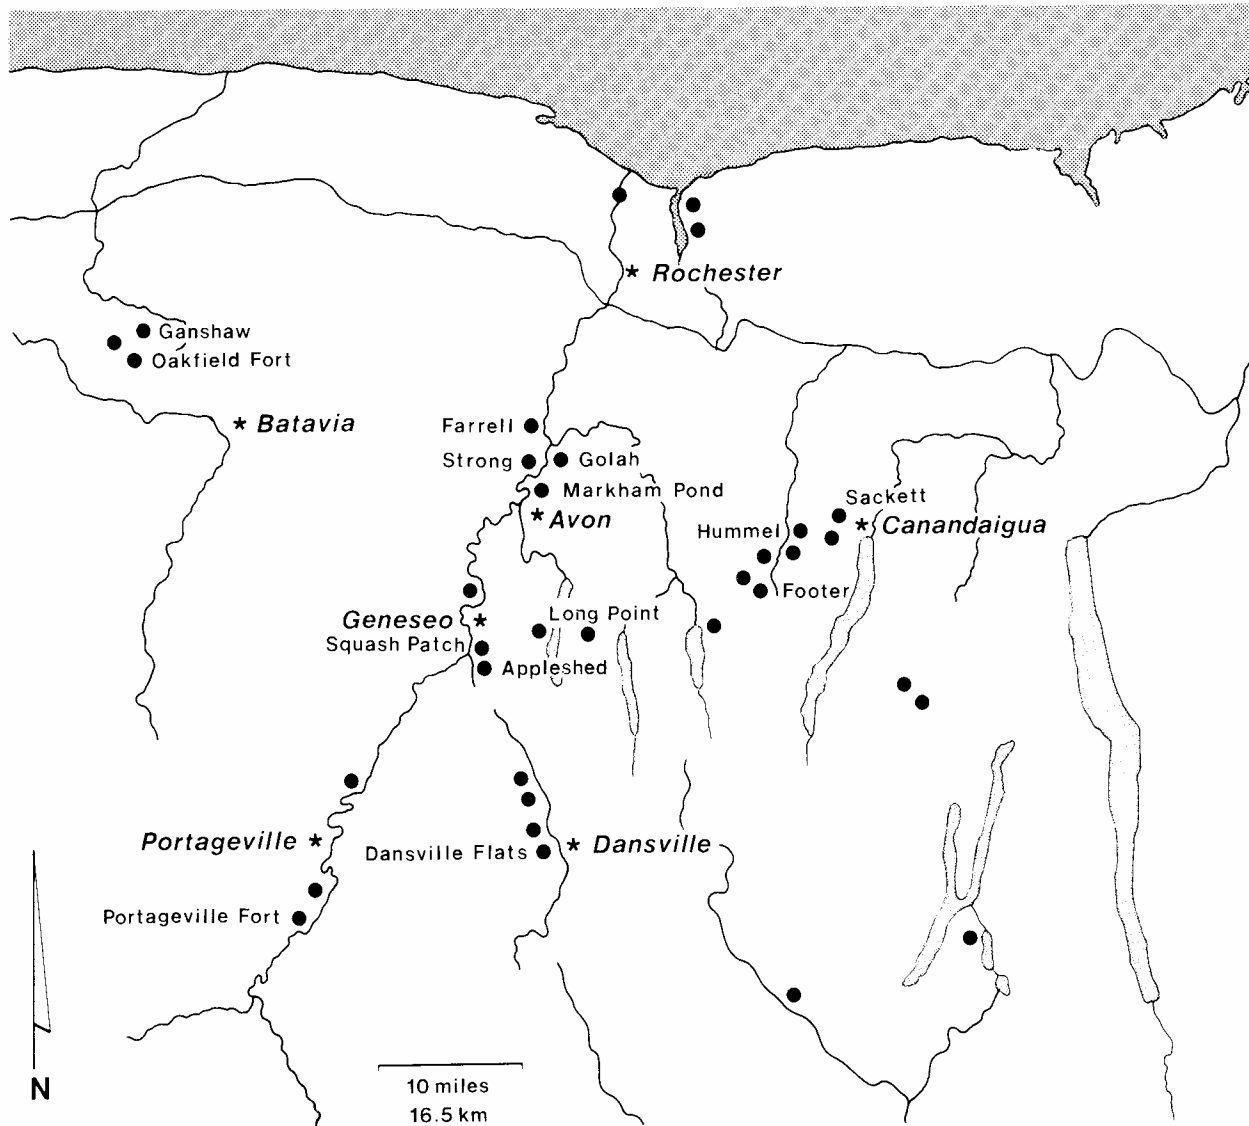 Rochester
Ganshaw
Oakfield Fort
Batavia
Farrell
Strong
Golah
Markham Pond
Avon
Sackett
Canandaigua
Hummel
Footer
Long Point
Geneseo
Squash Patch
Appleshed
Portageville
Dansville
Dansville Flats
Portageville Fort
N
10 miles
16.5 km